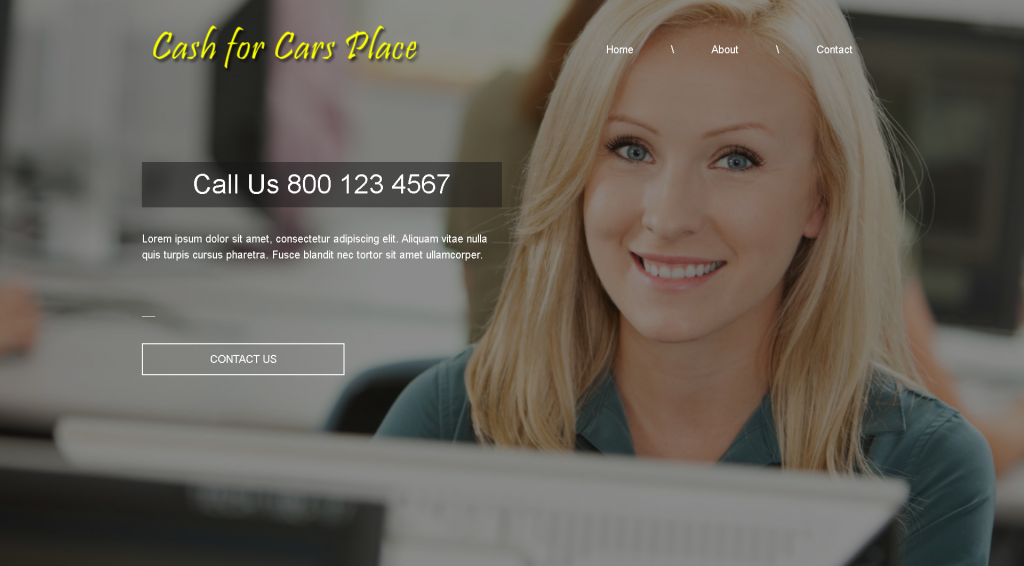 Cash for Cars Place
Home \ About \ Contact
Call Us 800 123 4567
Lorem ipsum dolor sit amet, consectetur adipiscing elit. Aliquam vitae nulla
quis turpis cursus pharetra. Fusce blandit nec tortor sit amet ullamcorper.
CONTACT US